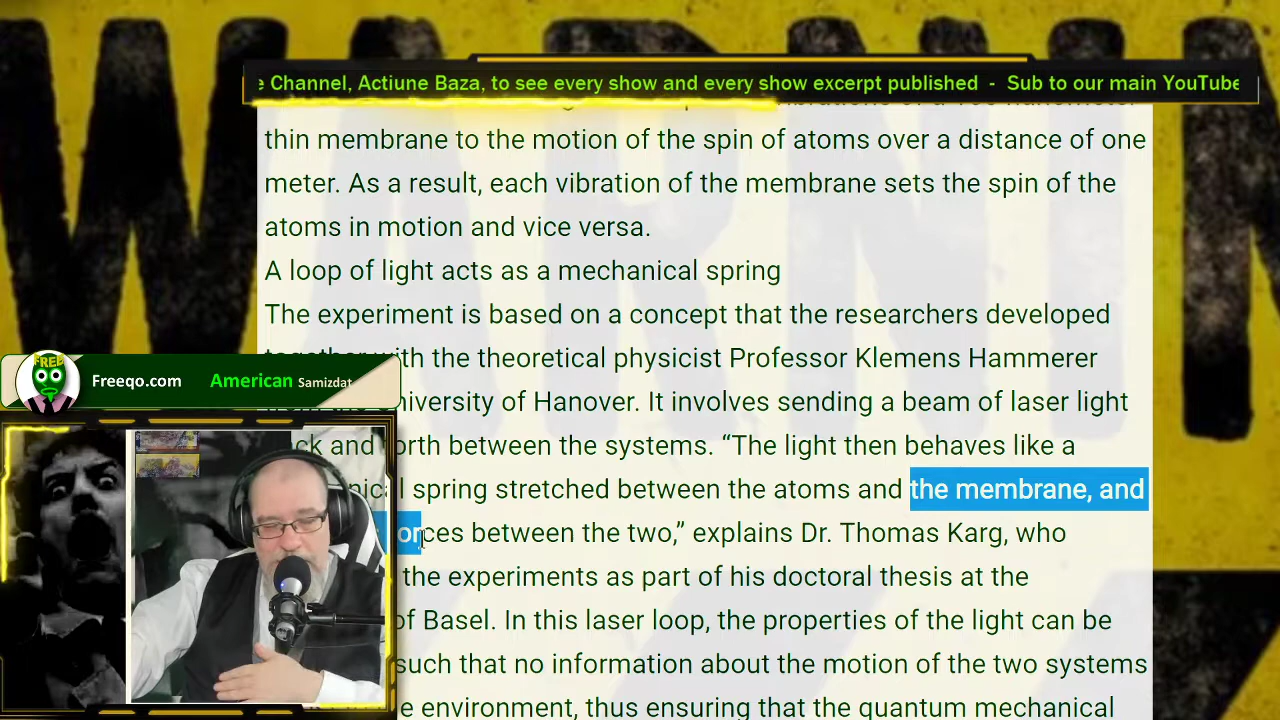 e Channel, Actiune Baza, to see every show and every show excerpt published - Sub to our main YouTube
thin membrane to the motion of the spin of atoms over a distance of one
meter. As a result, each vibration of the membrane sets the spin of the
atoms in motion and vice versa.
A loop of light acts as a mechanical spring
The experiment is based on a concept that the researchers developed
with the theoretical physicist Professor Klemens Hammerer
University of Hanover. It involves sending a beam of laser light
ck and forth between the systems. “The light then behaves like a
spring stretched between the atoms and the membrane, and
forces between the two,” explains Dr. Thomas Karg, who
the experiments as part of his doctoral thesis at the
of Basel. In this laser loop, the properties of the light can be
such that no information about the motion of the two systems
e environment, thus ensuring that the quantum mechanical
FREE
Freeqo.com American Samizdat